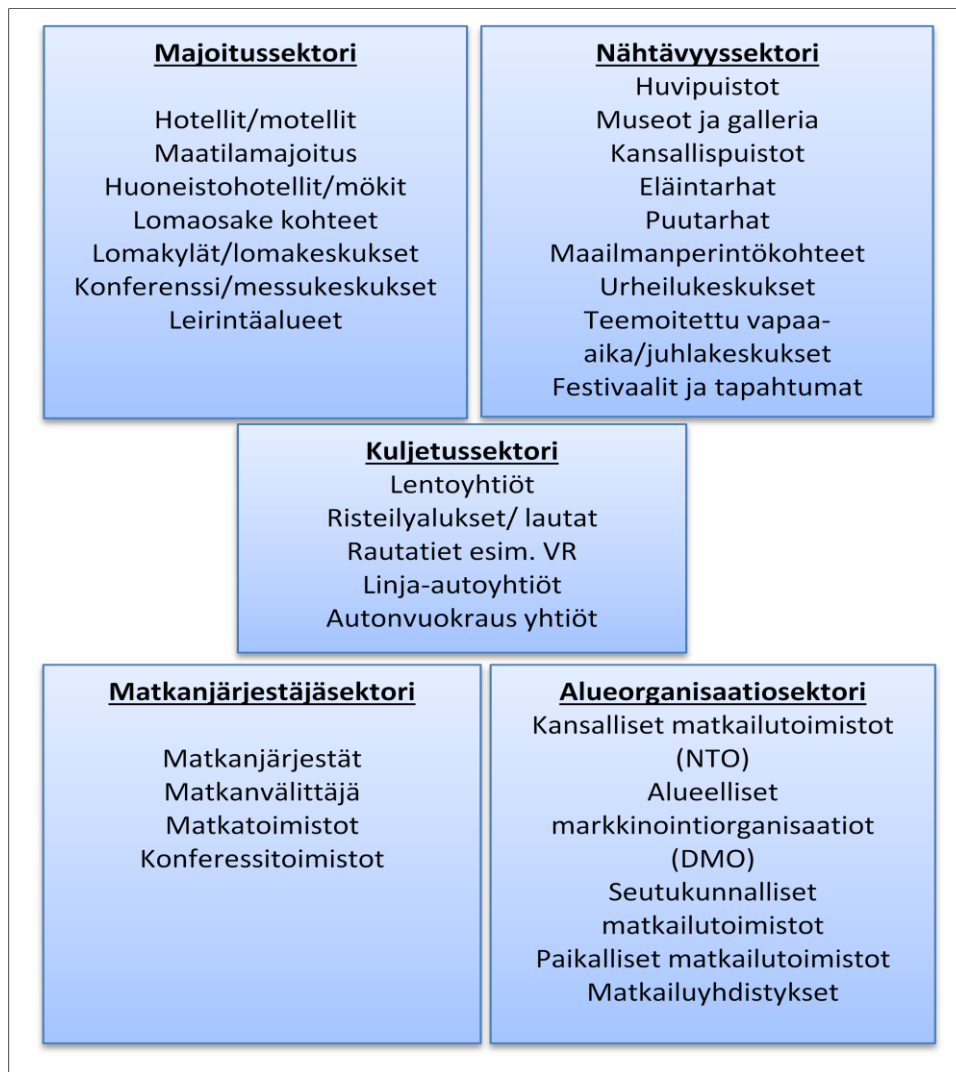 Majoitussektori
Hotellit/motellit
Maatilamajoitus
Huoneistohotellit/mökit
Lomaosake kohteet
Lomakylät/lomakeskukset
Konferenssi/messukeskukset
Leirintäalueet
Nähtävyyssektori
Huvipuistot
Museot ja galleria
Kansallispuistot
Eläintarhat
Puutarhat
Maailmanperintökohteet
Urheilukeskukset
Teemoitettu vapaa-
aika/juhlakeskukset
Festivaalit ja tapahtumat
Kuljetussektori
Lentoyhtiöt
Risteilyalukset/ lautat
Rautatiet esim. VR
Linja-autoyhtiöt
Autonvuokraus yhtiöt
Matkanjärjestäjäsektori
Matkanjärjestät
Matkanvälittäjä
Matkatoimistot
Konferessitoimistot
Alueorganisaatiosektori
Kansalliset matkailutoimistot
(NTO)
Alueelliset
markkinointiorganisaatiot
(DMO)
Seutukunnalliset
matkailutoimistot
Paikalliset matkailutoimistot
Matkailuyhdistykset